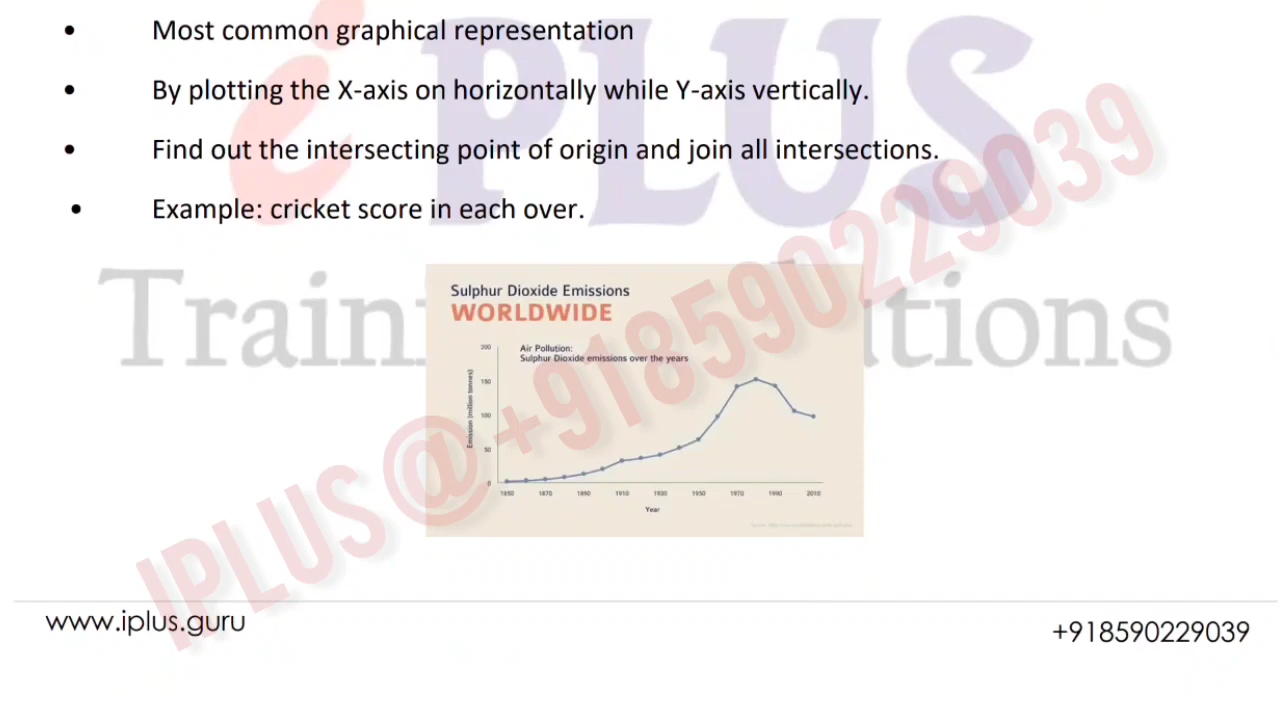 • Most common graphical representation
• By plotting the X-axis on horizontally while Y-axis vertically.
• Find out the intersecting point of origin and join all intersections.
• Example: cricket score in each over.
iPLUS
Train tions
Sulphur Dioxide Emissions
WORLDWIDE
Air Pollution:
Sulphur Dioxide emissions over the years
Emission (million tonnes)
200
150
100
50
0
1850 1870 1890 1910 1930 1950 1970 1990 2010
Year
IPLUS@+918590229039
www.iplus.guru
+918590229039